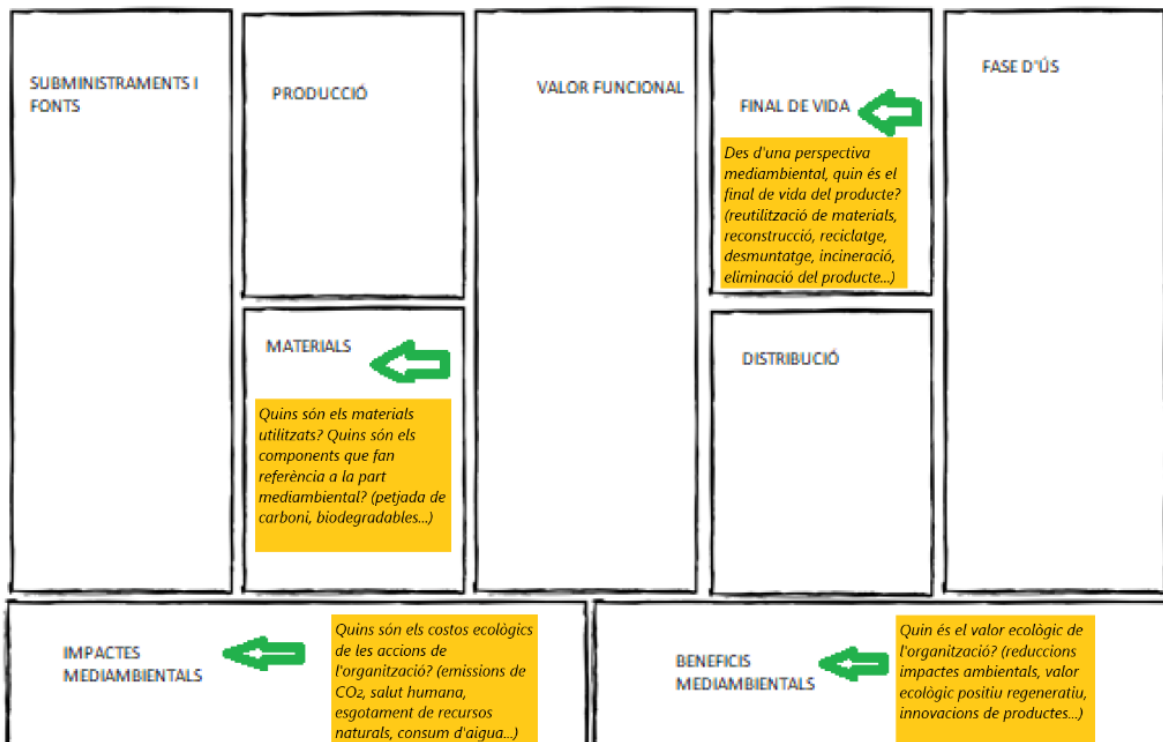 SUBMINISTRAMENTS I
FONTS
PRODUCCIÓ
MATERIALS
Quins són els materials
utilitzats? Quins són els
components que fan
referència a la part
mediambiental? (petjada de
carboni, biodegradables...)
VALOR FUNCIONAL
FINAL DE VIDA
Des d'una perspectiva
mediambiental, quin és el
final de vida del producte?
(reutilització de materials,
reconstrucció, reciclatge,
desmuntatge, incineració,
eliminació del producte...)
DISTRIBUCIÓ
FASE D'ÚS
IMPACTES
MEDIAMBIENTALS
Quins són els costos ecològics
de les accions de
l'organització? (emissions de
CO2, salut humana,
esgotament de recursos
naturals, consum d'aigua...)
BENEFICIS
MEDIAMBIENTALS
Quin és el valor ecològic de
l'organització? (reduccions
impactes ambientals, valor
ecològic positiu regeneratiu,
innovacions de productes...)